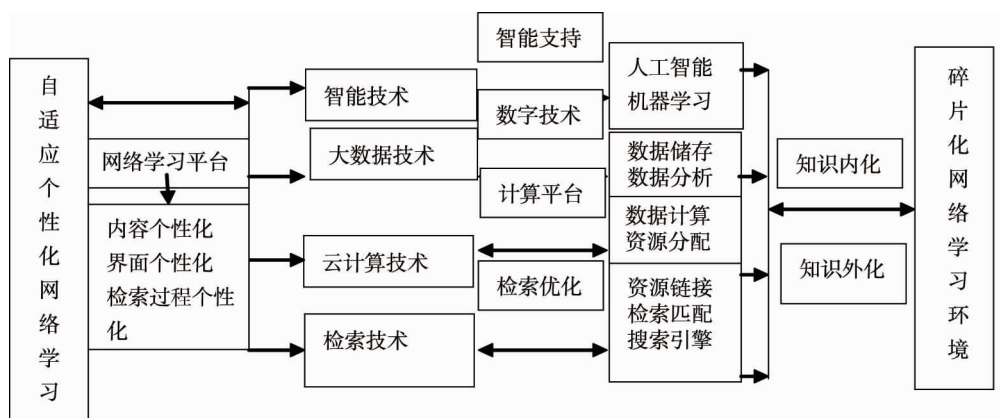 自适应个性化网络学习
网络学习平台
内容个性化
界面个性化
检索过程个性
化
智能技术
大数据技术
云计算技术
检索技术
智能支持
数字技术
计算平台
检索优化
人工智能
机器学习
数据储存
数据分析
数据计算
资源分配
资源链接
检索匹配
搜索引擎
知识内化
知识外化
碎片化网络学习环境